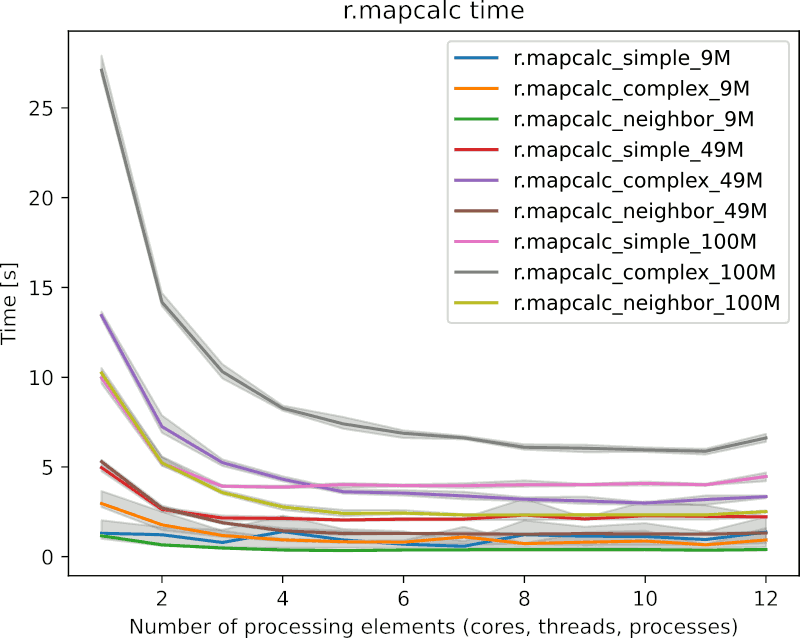 r.mapcalc time
r.mapcalc_simple_9M
r.mapcalc_complex_9M
r.mapcalc_neighbor_9M
r.mapcalc_simple_49M
r.mapcalc_complex_49M
r.mapcalc_neighbor_49M
r.mapcalc_simple_100M
r.mapcalc_complex_100M
r.mapcalc_neighbor_100M
Time [s]
25
20
15
10
5
0
2 4 6 8 10 12
Number of processing elements (cores, threads, processes)